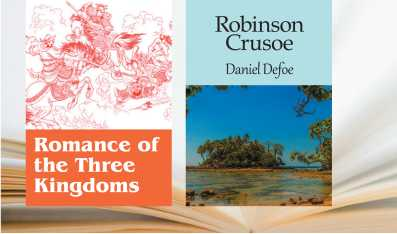 Romance of
the Three
Kingdoms
Robinson
Crusoe
Daniel Defoe